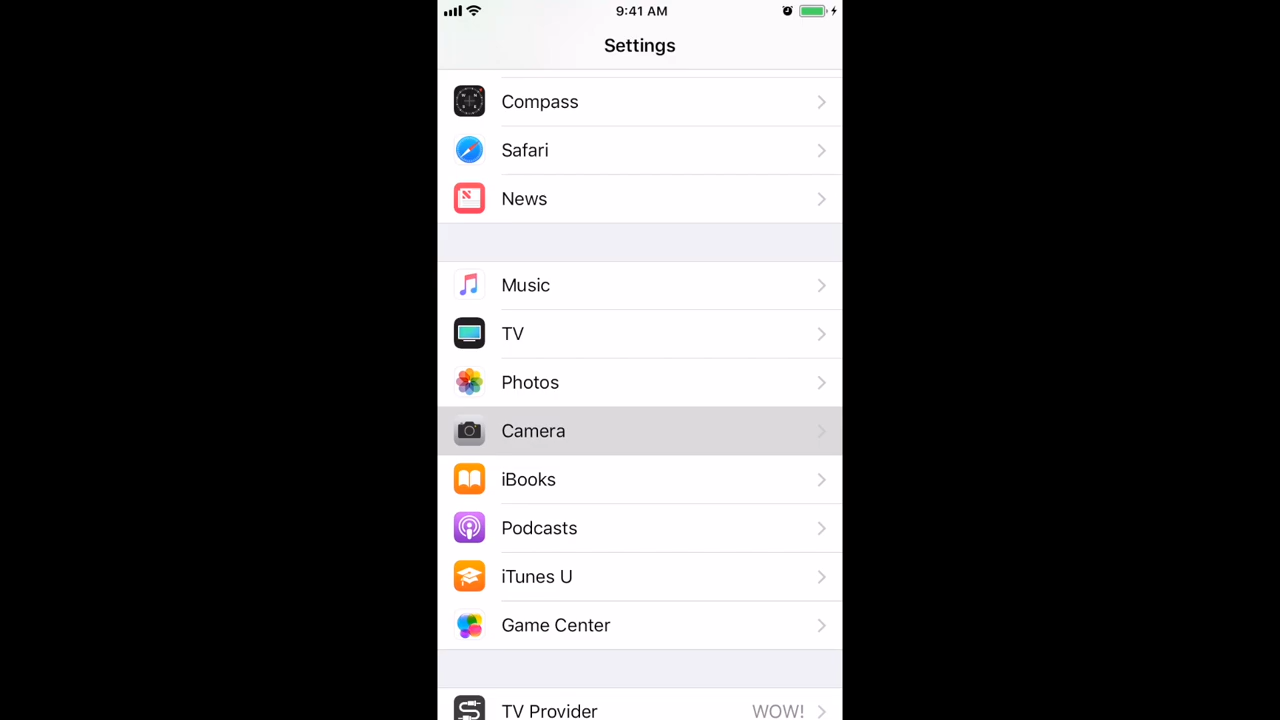 9:41 AM
Settings
Compass
Safari
News
Music
TV
Photos
Camera
iBooks
Podcasts
iTunes U
Game Center
TV Provider WOW!